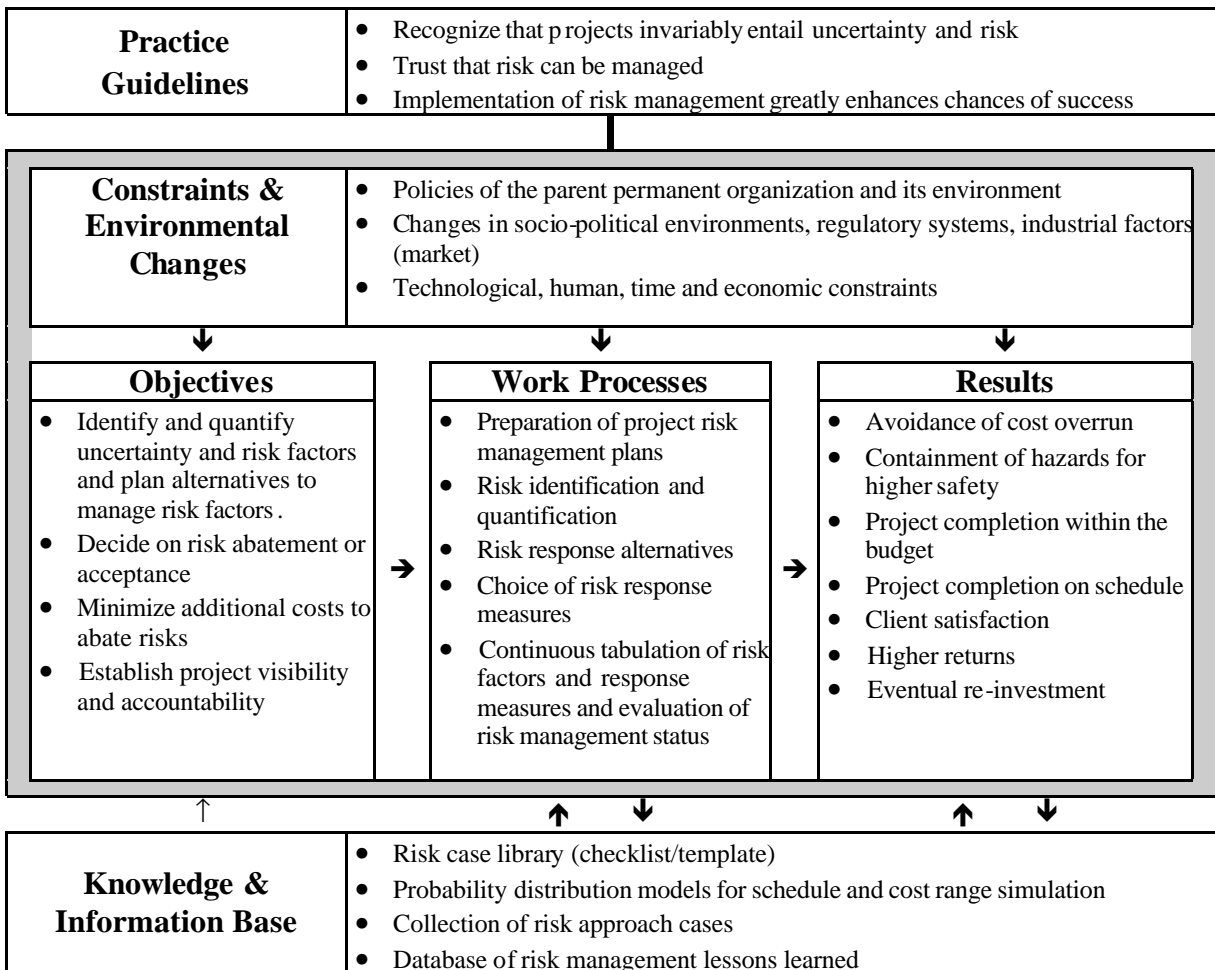 Practice
Guidelines
• Recognize that projects invariably entail uncertainty and risk
• Trust that risk can be managed
• Implementation of risk management greatly enhances chances of success
Constraints &
Environmental
Changes
• Policies of the parent permanent organization and its environment
• Changes in socio-political environments, regulatory systems, industrial factors
(market)
• Technological, human, time and economic constraints
Objectives
• Identify and quantify
uncertainty and risk factors
and plan alternatives to
manage risk factors.
• Decide on risk abatement or
acceptance
• Minimize additional costs to
abate risks
• Establish project visibility
and accountability
Work Processes
• Preparation of project risk
management plans
• Risk identification and
quantification
• Risk response alternatives
• Choice of risk response
measures
• Continuous tabulation of risk
factors and response
measures and evaluation of
risk management status
Results
• Avoidance of cost overrun
• Containment of hazards for
higher safety
• Project completion within the
budget
• Project completion on schedule
• Client satisfaction
• Higher returns
• Eventual re-investment
Knowledge &
Information Base
• Risk case library (checklist/template)
• Probability distribution models for schedule and cost range simulation
• Collection of risk approach cases
• Database of risk management lessons learned